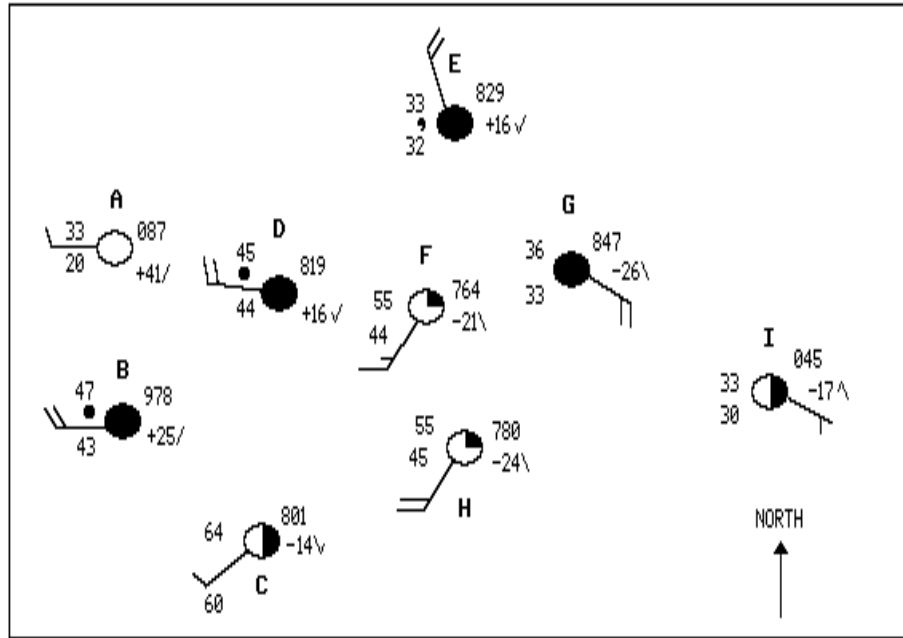 E
33 829
+16√
32
A
33 087
20 +41/
D
45 819
44 +16√
G
36 847
-26\
33
F
55 764
-21\
44
B
47 978
43 +25/
I
33 045
-17^
30
55 780
45 -24\
H
64 801
-14v
60 C
NORTH